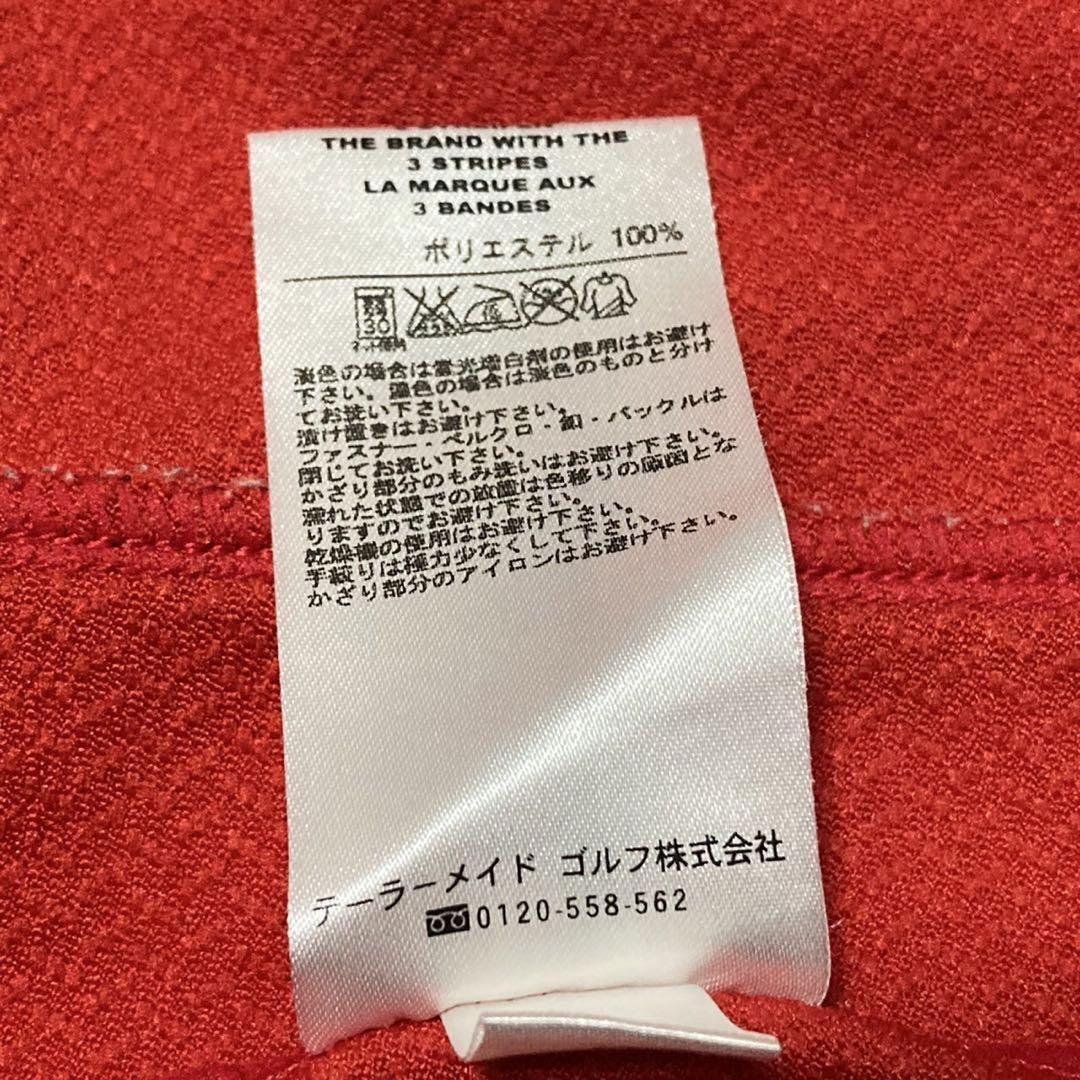 THE BRAND WITH THE
3 STRIPES
LA MARQUE AUX
3 BANDES
ポリエステル 100%
弱
30
ネット使用
淡色の場合は蛍光増白剤の使用はお避け
下さい。濃色の場合は淡色のものと分け
てお洗い下さい。
漬け置きはお避け下さい。
ファスナー・ベルクロ・釦・バックルは
閉じてお洗い下さい。
かざり部分のもみ洗いはお避け下さい。
濡れた状態での放置は色移りの原因とな
りますのでお避け下さい。
乾燥機の使用はお避け下さい。
手絞りは極力少なくして下さい。
かざり部分のアイロンはお避け下さい。
テーラーメイド ゴルフ株式会社
0120-558-562